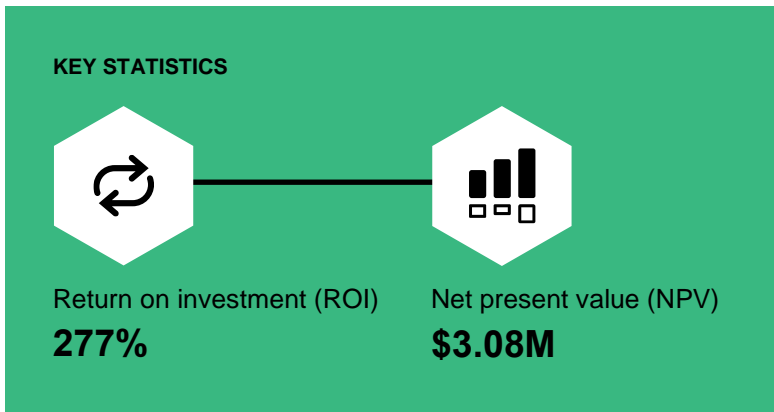 KEY STATISTICS
Return on investment (ROI)
277%
Net present value (NPV)
$3.08M